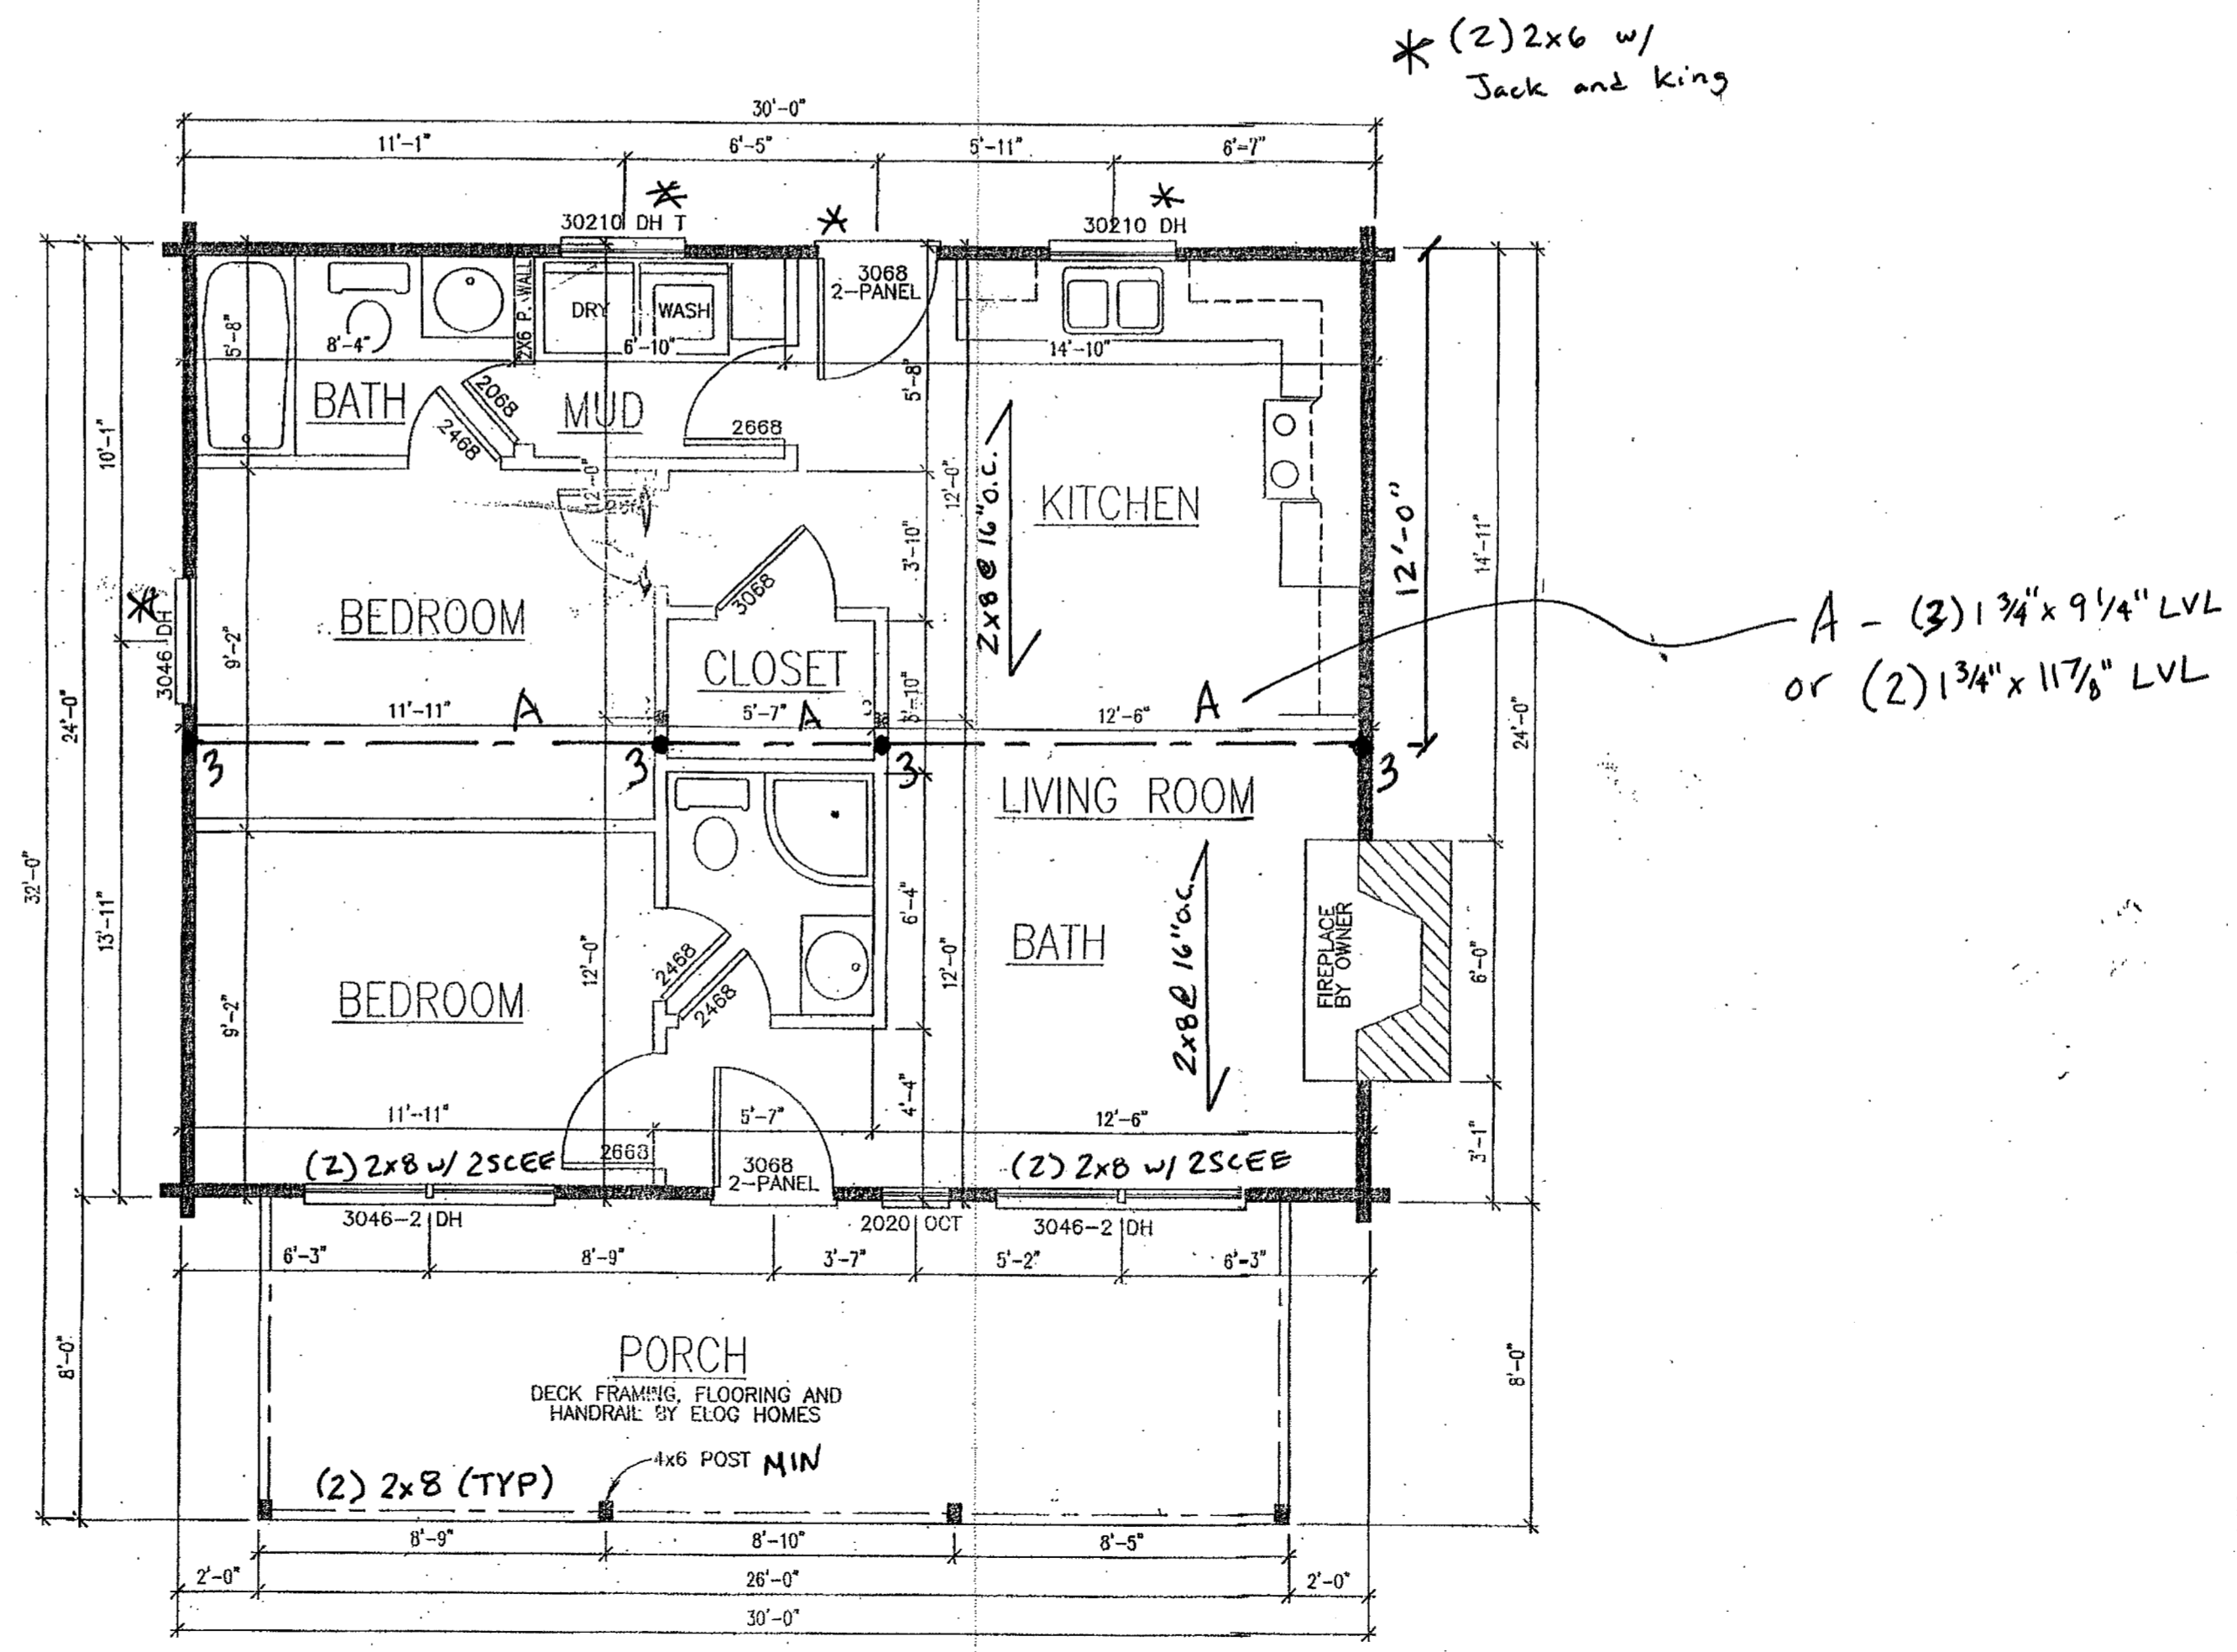 * (2) 2x6 w/
Jack and King
30'-0"
11'-1"
6'-5"
5'-11"
6'-7"
*
*
*
30210 DH T
30210 DH
3068
2-PANEL
DRY
WASH
2X6 P. WALL
5'-8"
8'-4"
6'-10"
14'-10"
BATH
2068
2468
MUD
2668
5'-8"
10'-1"
12'-0"
12'-0"
2x8 @ 16" o.c.
KITCHEN
12'-0"
14'-11"
3'-10"
3068
BEDROOM
*
3046 DH
9'-2"
CLOSET
3'-10"
A - (3) 1 3/4" x 9 1/4" LVL
or (2) 1 3/4" x 11 7/8" LVL
24'-0"
24'-0"
11'-11"
A
5'-7"
A
12'-6"
A
3
3
3
3
LIVING ROOM
32'-0"
13'-11"
6'-4"
BATH
2x8 @ 16" o.c.
FIREPLACE
BY OWNER
6'-0"
12'-0"
12'-0"
2468
2468
BEDROOM
9'-2"
4'-4"
3'-1"
11'-11"
5'-7"
12'-6"
(2) 2x8 w/ 2SCEE
2668
3068
2-PANEL
(2) 2x8 w/ 2SCEE
3046-2 DH
2020 OCT
3046-2 DH
6'-3"
8'-9"
3'-7"
5'-2"
6'-3"
8'-0"
8'-0"
PORCH
DECK FRAMING, FLOORING AND
HANDRAIL BY ELOG HOMES
4x6 POST MIN
(2) 2x8 (TYP)
8'-9"
8'-10"
8'-5"
2'-0"
26'-0"
2'-0"
30'-0"